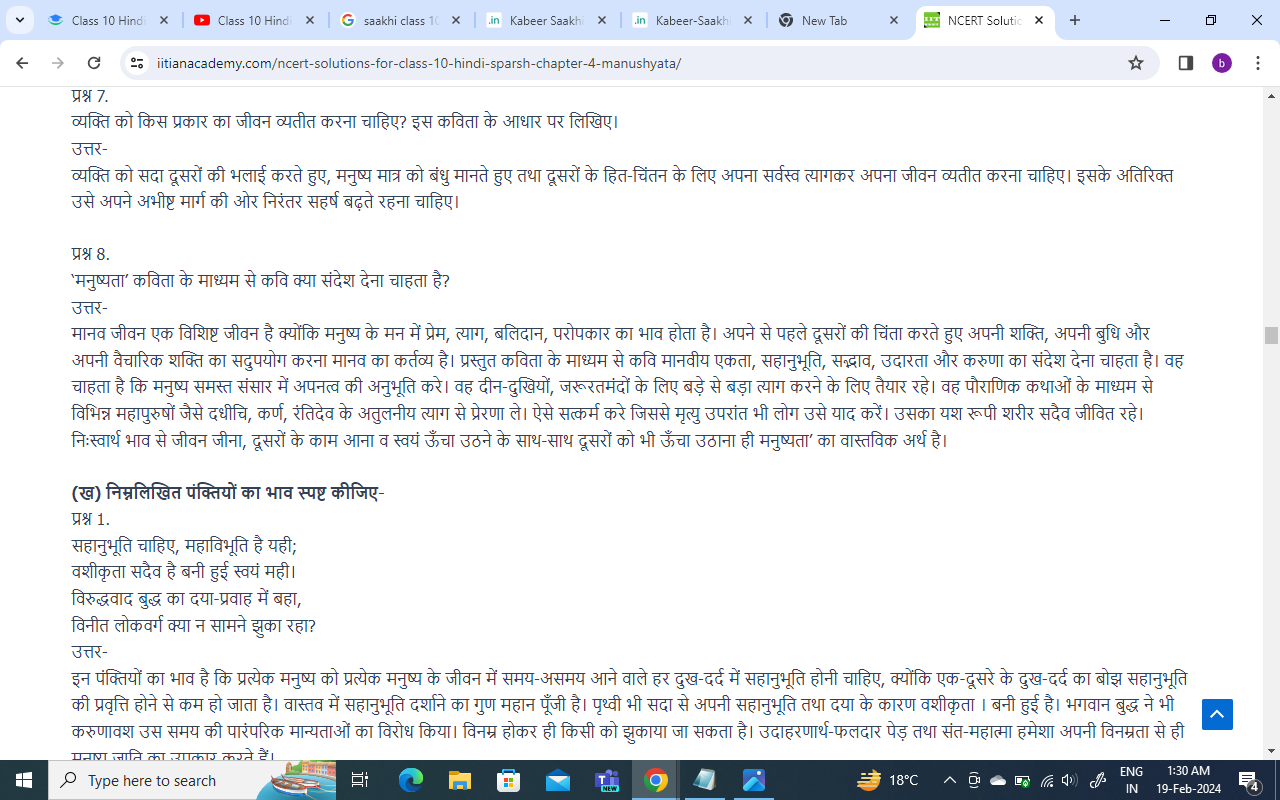 Class 10 Hindi
Class 10 Hindi
saakhi class 10
Kabeer Saakhi
Kabeer-Saakhi
New Tab
NCERT Solutio
iitianacademy.com/ncert-solutions-for-class-10-hindi-sparsh-chapter-4-manushyata/
b
प्रश्न 7.
व्यक्ति को किस प्रकार का जीवन व्यतीत करना चाहिए? इस कविता के आधार पर लिखिए।
उत्तर-
व्यक्ति को सदा दूसरों की भलाई करते हुए, मनुष्य मात्र को बंधु मानते हुए तथा दूसरों के हित-चिंतन के लिए अपना सर्वस्व त्यागकर अपना जीवन व्यतीत करना चाहिए। इसके अतिरिक्त
उसे अपने अभीष्ट मार्ग की ओर निरंतर सहर्ष बढ़ते रहना चाहिए।
प्रश्न 8.
‘मनुष्यता’ कविता के माध्यम से कवि क्या संदेश देना चाहता है?
उत्तर-
मानव जीवन एक विशिष्ट जीवन है क्योंकि मनुष्य के मन में प्रेम, त्याग, बलिदान, परोपकार का भाव होता है। अपने से पहले दूसरों की चिंता करते हुए अपनी शक्ति, अपनी बुधि और
अपनी वैचारिक शक्ति का सदुपयोग करना मानव का कर्तव्य है। प्रस्तुत कविता के माध्यम से कवि मानवीय एकता, सहानुभूति, सद्भाव, उदारता और करुणा का संदेश देना चाहता है। वह
चाहता है कि मनुष्य समस्त संसार में अपनत्व की अनुभूति करे। वह दीन-दुखियों, जरूरतमंदों के लिए बड़े से बड़ा त्याग करने के लिए तैयार रहे। वह पौराणिक कथाओं के माध्यम से
विभिन्न महापुरुषों जैसे दधीचि, कर्ण, रंतिदेव के अतुलनीय त्याग से प्रेरणा ले। ऐसे सत्कर्म करे जिससे मृत्यु उपरांत भी लोग उसे याद करें। उसका यश रूपी शरीर सदैव जीवित रहे।
निःस्वार्थ भाव से जीवन जीना, दूसरों के काम आना व स्वयं ऊँचा उठने के साथ-साथ दूसरों को भी ऊँचा उठाना ही मनुष्यता’ का वास्तविक अर्थ है।
(ख) निम्नलिखित पंक्तियों का भाव स्पष्ट कीजिए-
प्रश्न 1.
सहानुभूति चाहिए, महाविभूति है यही;
वशीकृता सदैव है बनी हुई स्वयं मही।
विरुद्धवाद बुद्ध का दया-प्रवाह में बहा,
विनीत लोकवर्ग क्या न सामने झुका रहा?
उत्तर-
इन पंक्तियों का भाव है कि प्रत्येक मनुष्य को प्रत्येक मनुष्य के जीवन में समय-असमय आने वाले हर दुख-दर्द में सहानुभूति होनी चाहिए, क्योंकि एक-दूसरे के दुख-दर्द का बोझ सहानुभूति
की प्रवृत्ति होने से कम हो जाता है। वास्तव में सहानुभूति दर्शाने का गुण महान पूँजी है। पृथ्वी भी सदा से अपनी सहानुभूति तथा दया के कारण वशीकृता । बनी हुई है। भगवान बुद्ध ने भी
करुणावश उस समय की पारंपरिक मान्यताओं का विरोध किया। विनम्र होकर ही किसी को झुकाया जा सकता है। उदाहरणार्थ-फलदार पेड़ तथा संत-महात्मा हमेशा अपनी विनम्रता से ही
मनुष्य जाति का उपकार करते हैं।
Type here to search
NEW
18°C
ENG
IN
1:30 AM
19-Feb-2024
4